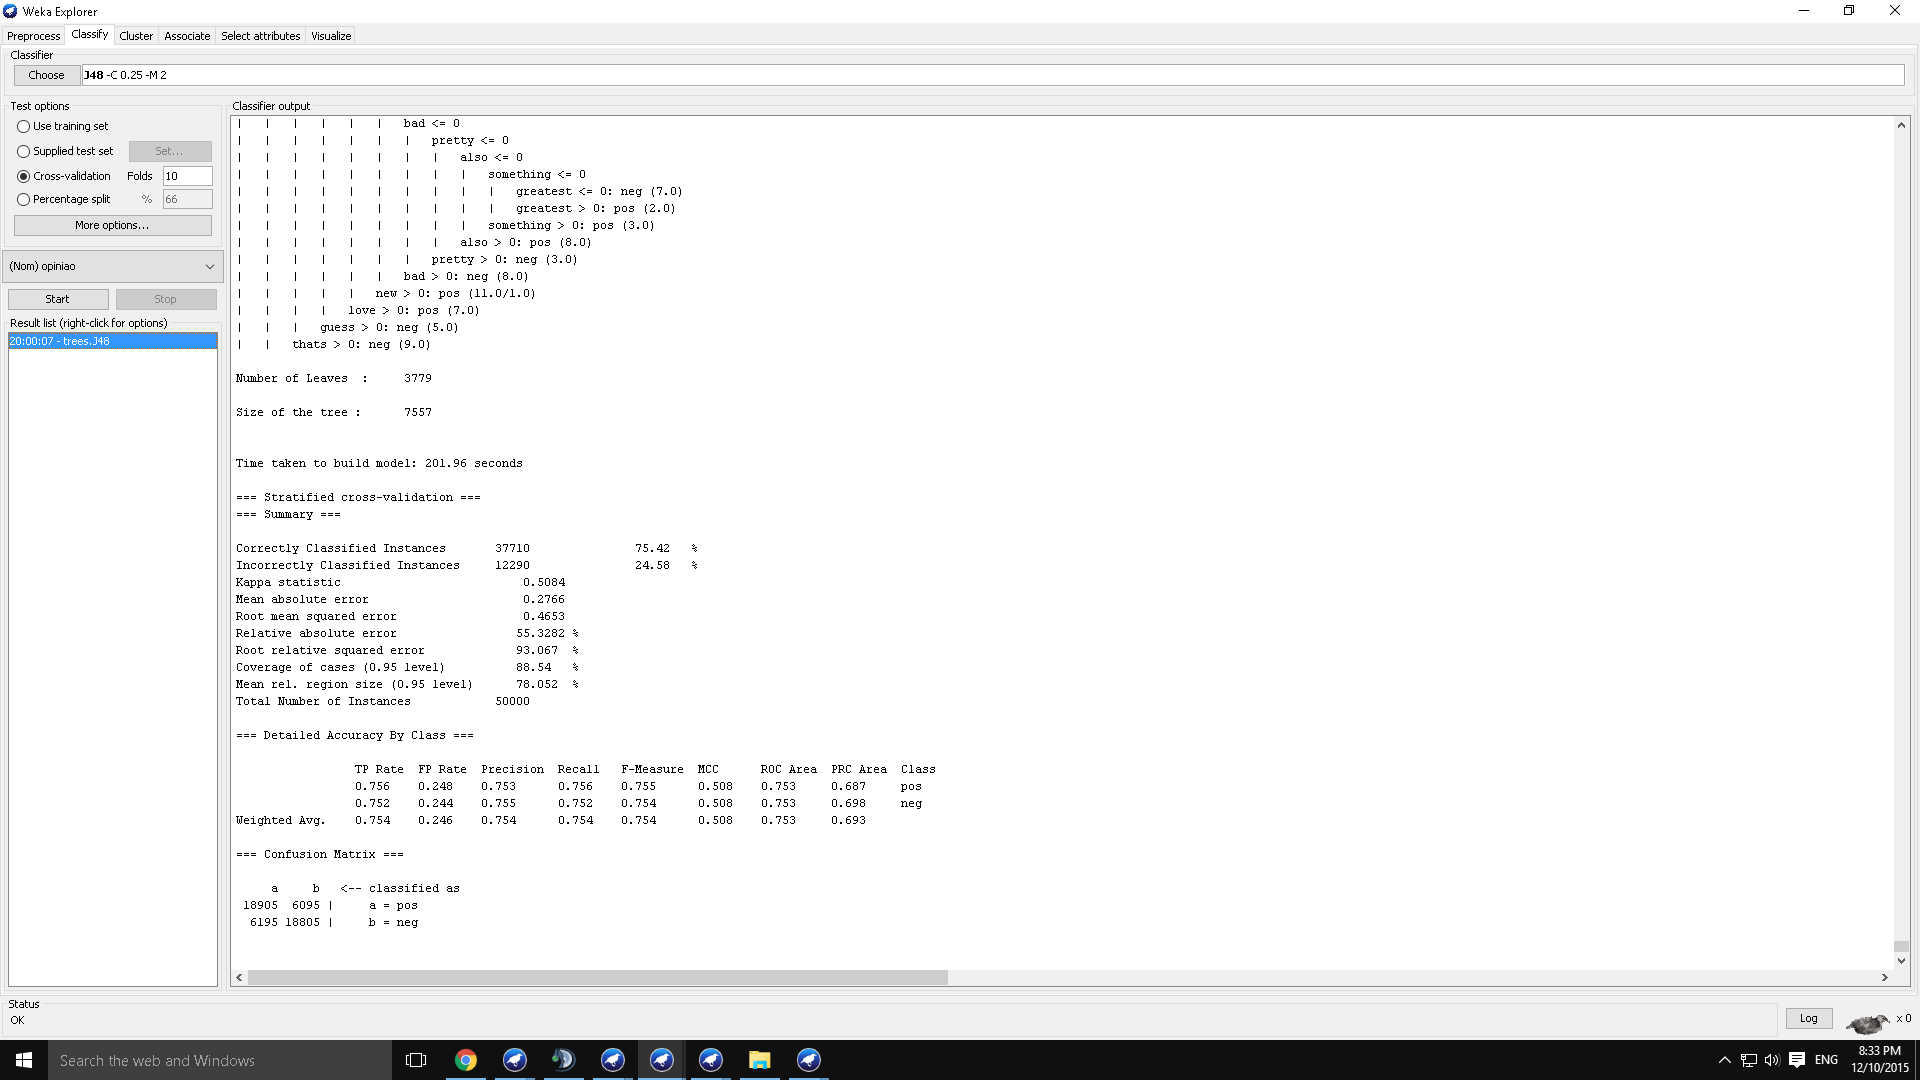 Weka Explorer
Preprocess Classify Cluster Associate Select attributes Visualize
Classifier
Choose J48 -C 0.25 -M 2
Test options
Use training set
Supplied test set Set...
Cross-validation Folds 10
Percentage split % 66
More options...
(Nom) opiniao
Start Stop
Result list (right-click for options)
20:00:07 - trees.J48
Classifier output
| | | | | | bad <= 0
| | | | | | | pretty <= 0
| | | | | | | | also <= 0
| | | | | | | | | something <= 0
| | | | | | | | | | greatest <= 0: neg (7.0)
| | | | | | | | | | greatest > 0: pos (2.0)
| | | | | | | | | something > 0: pos (3.0)
| | | | | | | | also > 0: pos (8.0)
| | | | | | | pretty > 0: neg (3.0)
| | | | | | bad > 0: neg (8.0)
| | | | | new > 0: pos (11.0/1.0)
| | | | love > 0: pos (7.0)
| | | guess > 0: neg (5.0)
| | thats > 0: neg (9.0)
Number of Leaves : 3779
Size of the tree : 7557
Time taken to build model: 201.96 seconds
=== Stratified cross-validation ===
=== Summary ===
Correctly Classified Instances 37710 75.42 %
Incorrectly Classified Instances 12290 24.58 %
Kappa statistic 0.5084
Mean absolute error 0.2766
Root mean squared error 0.4653
Relative absolute error 55.3282 %
Root relative squared error 93.067 %
Coverage of cases (0.95 level) 88.54 %
Mean rel. region size (0.95 level) 78.052 %
Total Number of Instances 50000
=== Detailed Accuracy By Class ===
TP Rate FP Rate Precision Recall F-Measure MCC ROC Area PRC Area Class
0.756 0.248 0.753 0.756 0.755 0.508 0.753 0.687 pos
0.752 0.244 0.755 0.752 0.754 0.508 0.753 0.698 neg
Weighted Avg. 0.754 0.246 0.754 0.754 0.754 0.508 0.753 0.693
=== Confusion Matrix ===
a b <-- classified as
18905 6095 | a = pos
6195 18805 | b = neg
Status
OK
Log x 0
Search the web and Windows
ENG
8:33 PM
12/10/2015